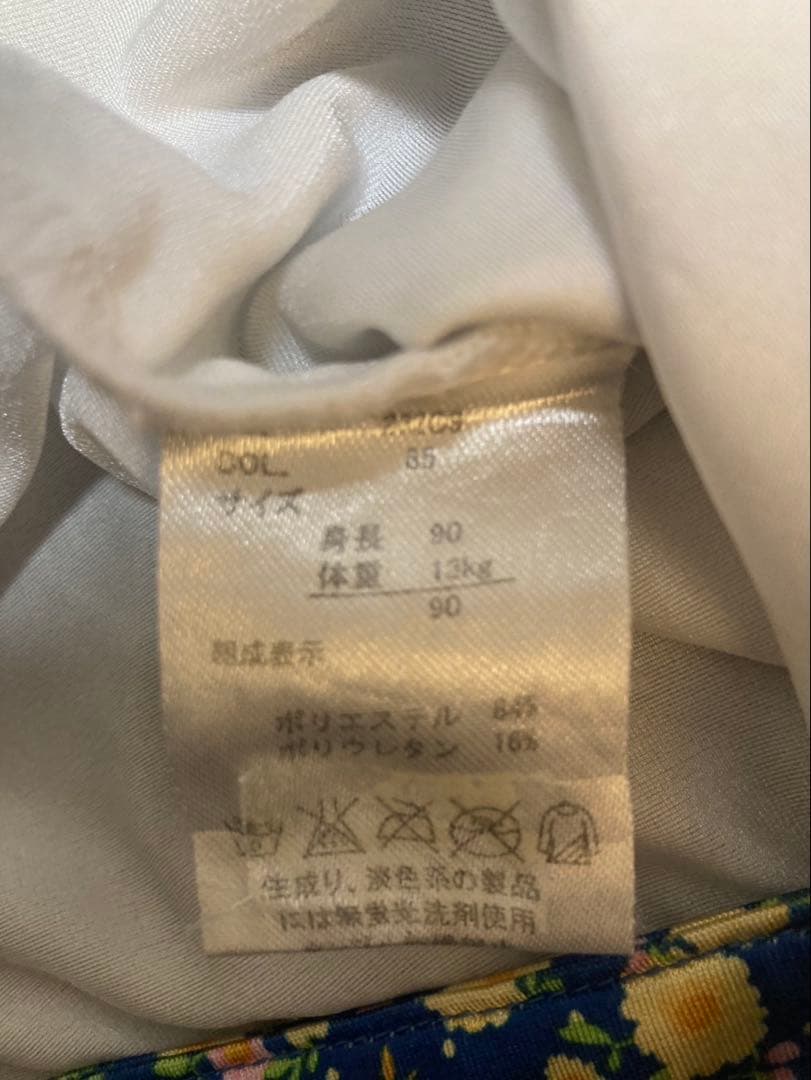 COL. 85
サイズ
身長 90
体重 13kg
90
組成表示
ポリエステル 84%
ポリウレタン 16%
生成り、淡色系の製品
には無蛍光洗剤使用